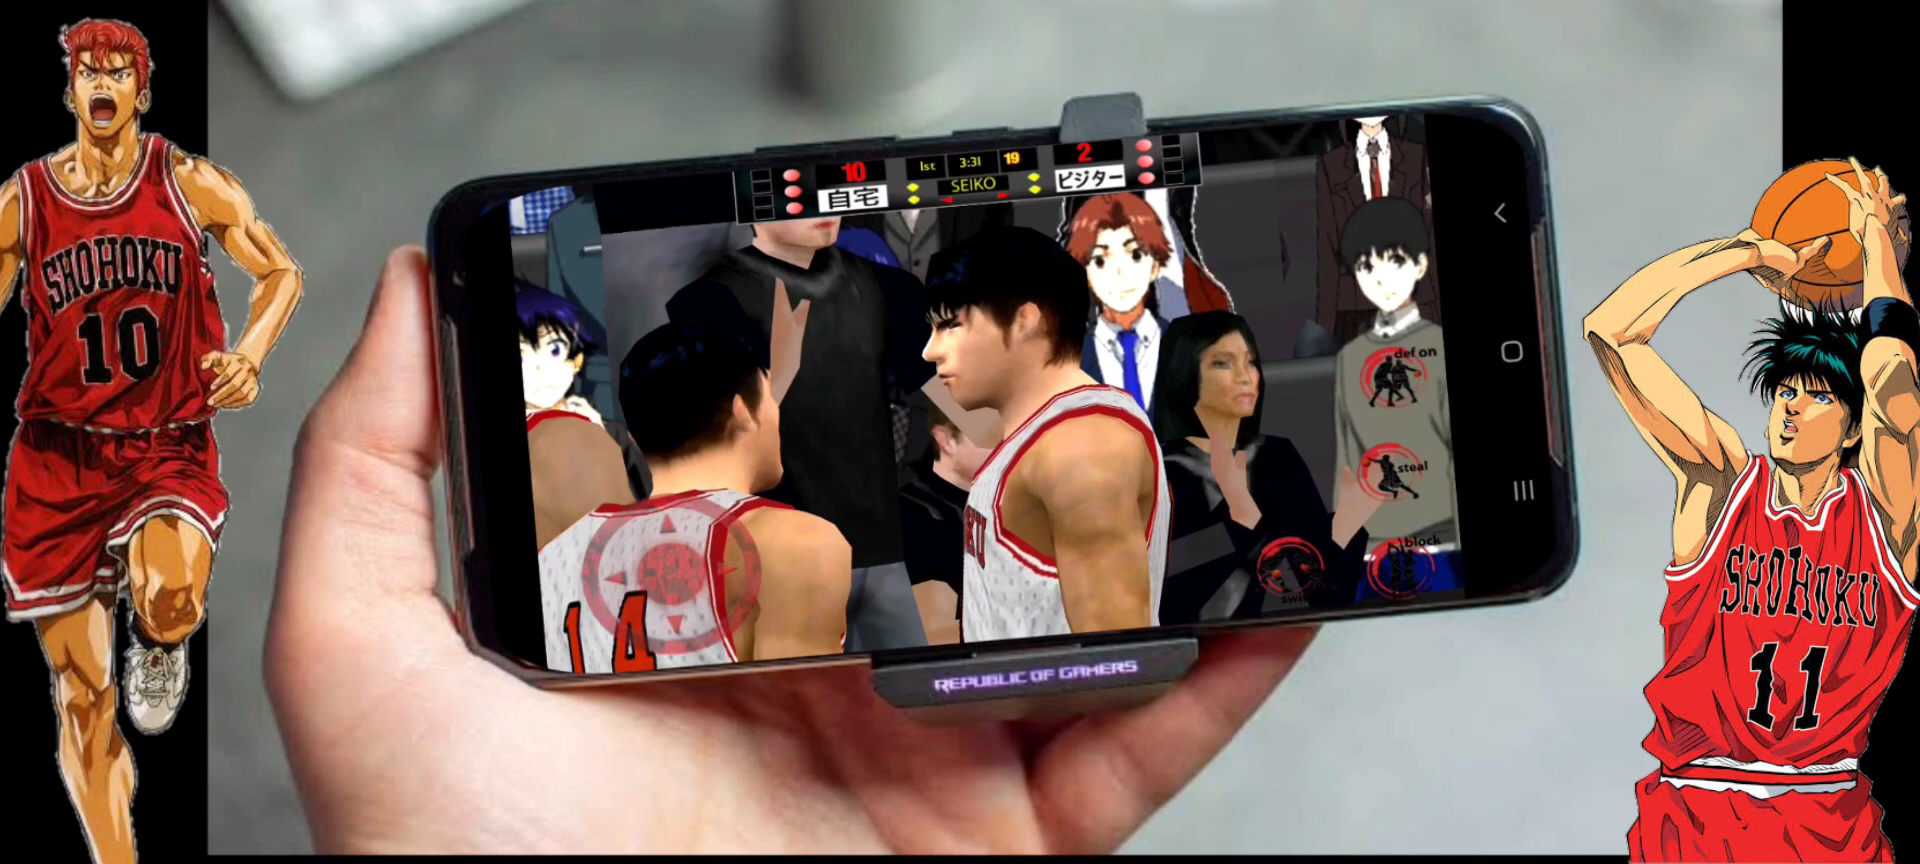 SHOHOKU
10
10
1st
3:31
19
2
自宅
SEIKO
ビジター
def on
steal
block
14
REPUBLIC OF GAMERS
SHOHOKU
11